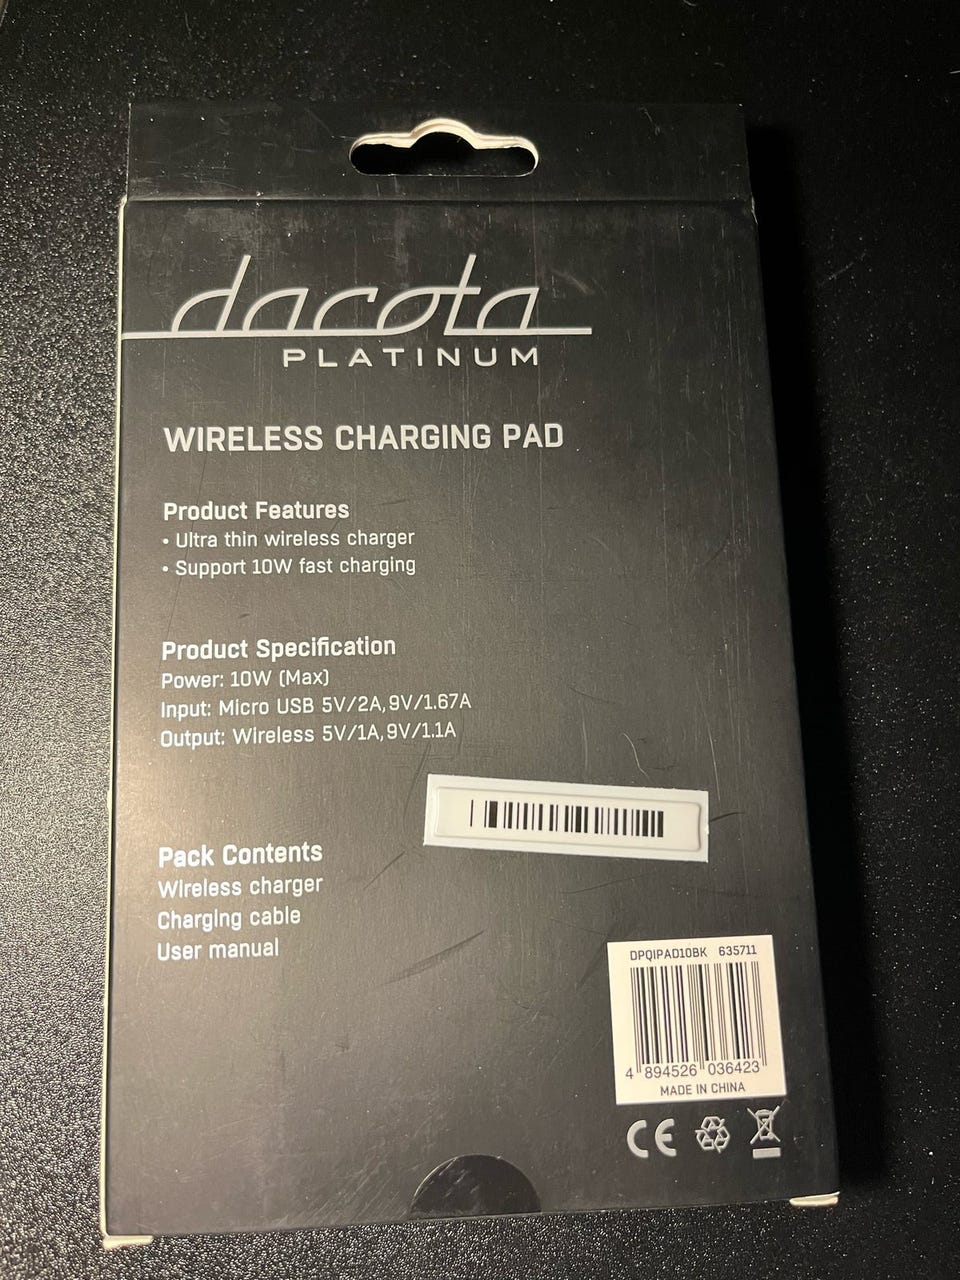 dacota
PLATINUM
WIRELESS CHARGING PAD
Product Features
• Ultra thin wireless charger
• Support 10W fast charging
Product Specification
Power: 10W (Max)
Input: Micro USB 5V/2A,9V/1.67A
Output: Wireless 5V/1A,9V/1.1A
Pack Contents
Wireless charger
Charging cable
User manual
DPQIPAD10BK 635711
4 894526 036423
MADE IN CHINA
CE